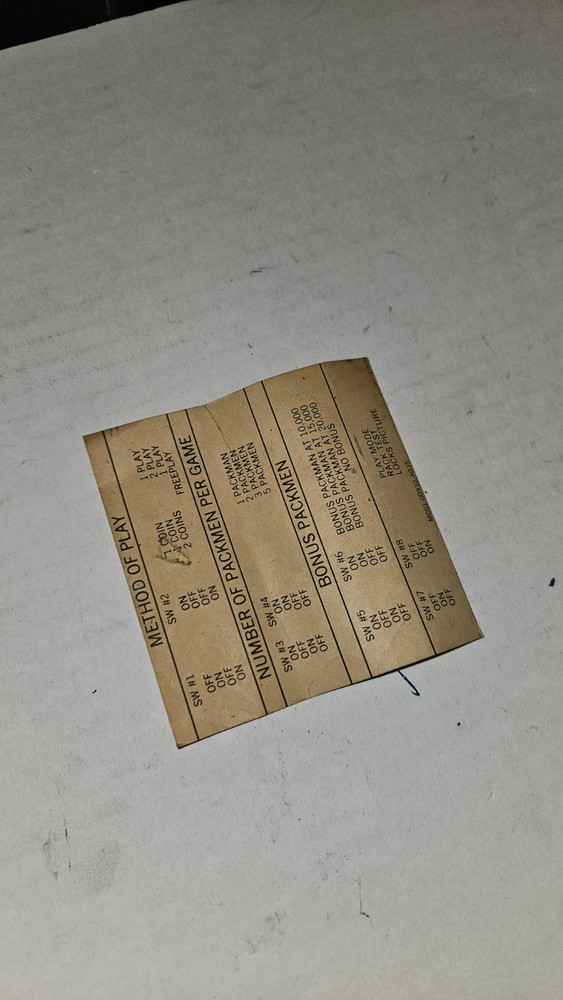 METHOD OF PLAY
SW #1 SW #2
OFF ON 1 COIN 1 PLAY
ON OFF 1 COIN 2 PLAY
OFF OFF 2 COINS 1 PLAY
ON ON FREEPLAY
NUMBER OF PACKMEN PER GAME
SW #3 SW #4
ON ON 1 PACKMAN
OFF ON 2 PACKMEN
ON OFF 3 PACKMEN
OFF OFF 5 PACKMEN
BONUS PACKMEN
SW #5 SW #6
ON ON BONUS PACKMAN AT 10,000
OFF ON BONUS PACKMAN AT 15,000
ON OFF BONUS PACKMAN AT 20,000
OFF OFF NO BONUS
SW #7 SW #8
OFF OFF PLAY MODE
ON OFF RACKS TEST
OFF ON LOCKS PICTURE